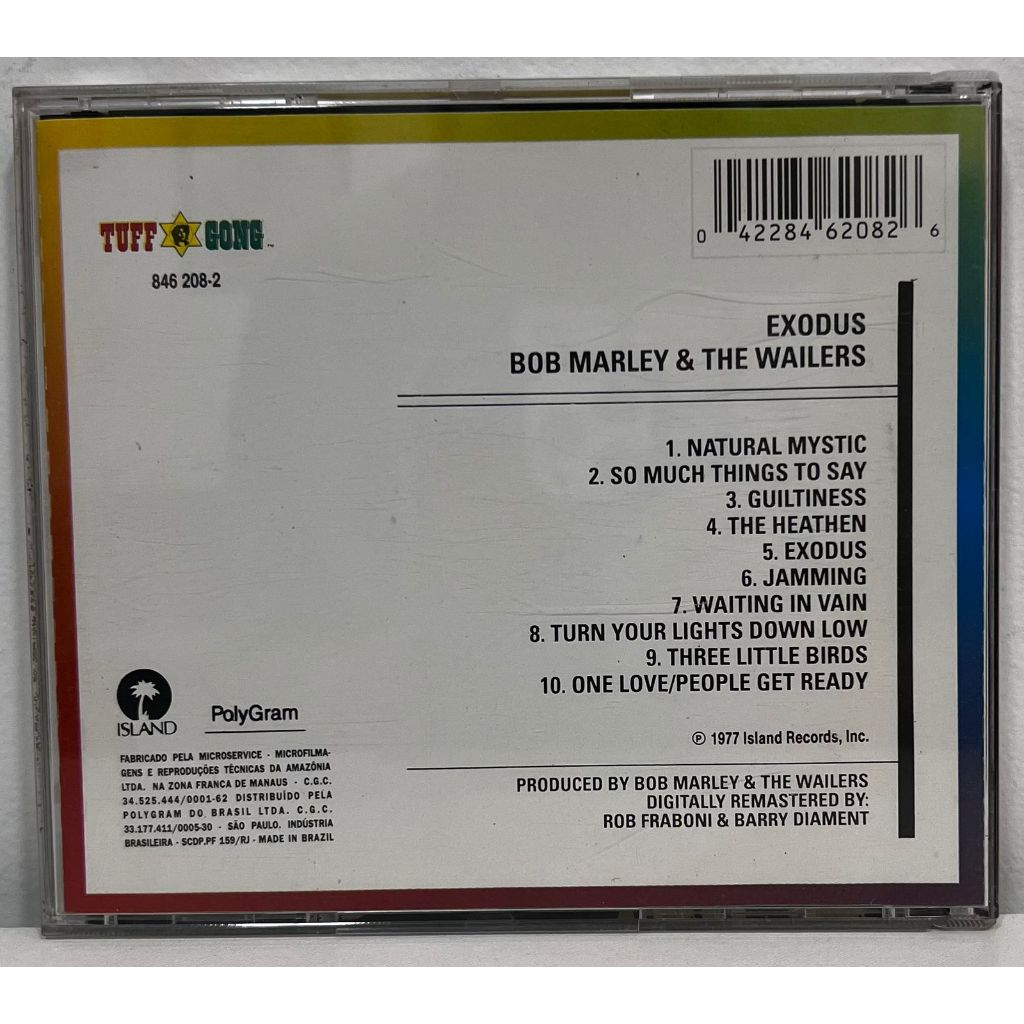 TUFF GONG ™
846 208-2
0 42284 62082 6
EXODUS
BOB MARLEY & THE WAILERS
1. NATURAL MYSTIC
2. SO MUCH THINGS TO SAY
3. GUILTINESS
4. THE HEATHEN
5. EXODUS
6. JAMMING
7. WAITING IN VAIN
8. TURN YOUR LIGHTS DOWN LOW
9. THREE LITTLE BIRDS
10. ONE LOVE/PEOPLE GET READY
℗ 1977 Island Records, Inc.
PRODUCED BY BOB MARLEY & THE WAILERS
DIGITALLY REMASTERED BY:
ROB FRABONI & BARRY DIAMENT
ISLAND
PolyGram
FABRICADO PELA MICROSERVICE - MICROFILMA-
GENS E REPRODUÇÕES TÉCNICAS DA AMAZÔNIA
LTDA. NA ZONA FRANCA DE MANAUS - C.G.C.
34.525.444/0001-62 DISTRIBUÍDO PELA
POLYGRAM DO BRASIL LTDA. C.G.C.
33.177.411/0005-30 - SÃO PAULO. INDÚSTRIA
BRASILEIRA - SCDP.PF 159/RJ - MADE IN BRAZIL